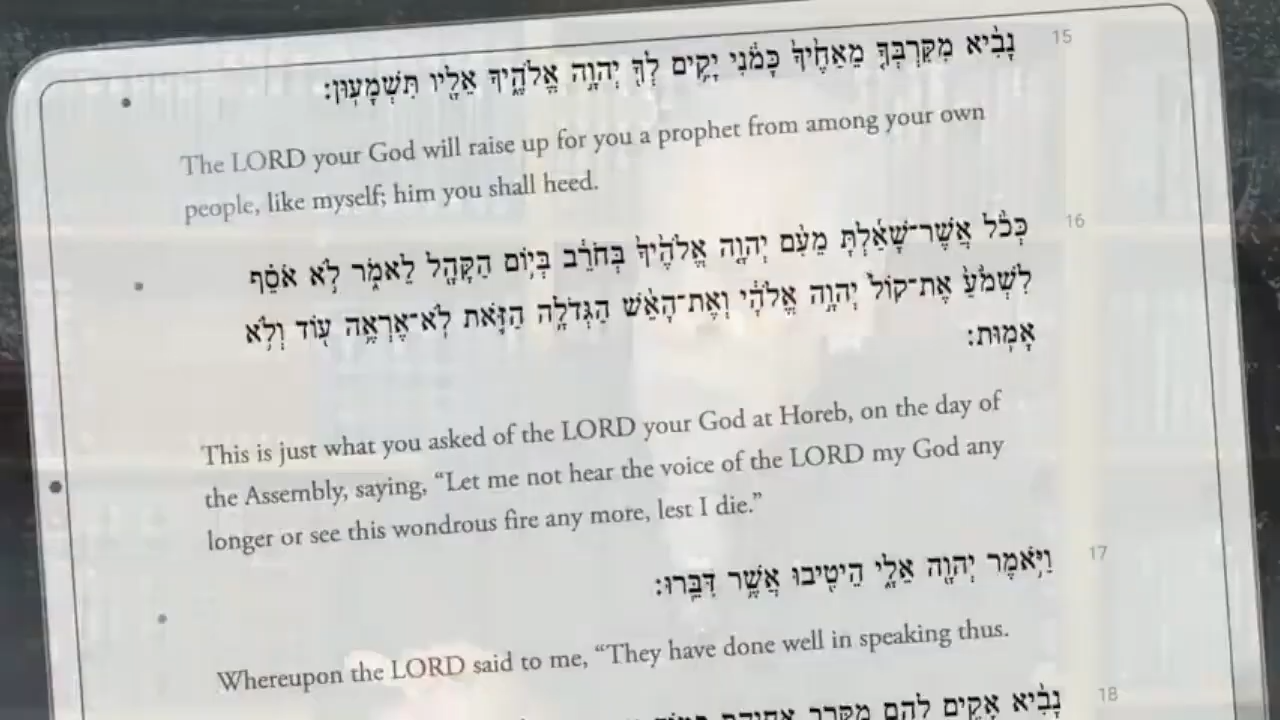 15
נָבִ֨יא מִקִּרְבְּךָ֤ מֵאַחֶ֙יךָ֙ כָּמֹ֔נִי יָקִ֥ים לְךָ֖ יְהֹוָ֣ה אֱלֹהֶ֑יךָ אֵלָ֖יו תִּשְׁמָעֽוּן׃
The LORD your God will raise up for you a prophet from among your own
people, like myself; him you shall heed.
16
כְּכֹ֨ל אֲשֶׁר־שָׁאַ֜לְתָּ מֵעִ֨ם יְהֹוָ֤ה אֱלֹהֶ֙יךָ֙ בְּחֹרֵ֔ב בְּי֥וֹם הַקָּהָ֖ל לֵאמֹ֑ר לֹ֣א אֹסֵ֗ף
לִשְׁמֹ֙עַ֙ אֶת־קוֹל֙ יְהֹוָ֣ה אֱלֹהָ֔י וְאֶת־הָאֵ֨שׁ הַגְּדֹלָ֥ה הַזֹּ֛את לֹֽא־אֶרְאֶ֥ה ע֖וֹד וְלֹ֥א
אָמֽוּת׃
This is just what you asked of the LORD your God at Horeb, on the day of
the Assembly, saying, “Let me not hear the voice of the LORD my God any
longer or see this wondrous fire any more, lest I die.”
17
וַיֹּ֥אמֶר יְהֹוָ֖ה אֵלָ֑י הֵיטִ֖יבוּ אֲשֶׁ֥ר דִּבֵּֽרוּ׃
Whereupon the LORD said to me, “They have done well in speaking thus.
18
נָבִ֨יא אָקִ֥ים לָהֶ֛ם מִקֶּ֥רֶב